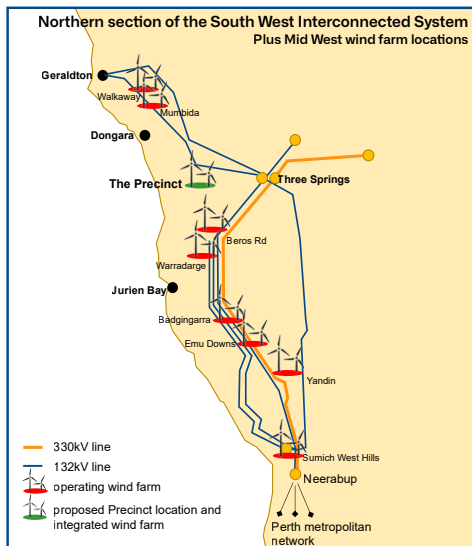 Northern section of the South West Interconnected System
Plus Mid West wind farm locations
Geraldton
Walkaway
Mumbida
Dongara
The Precinct
Three Springs
Beros Rd
Warradarge
Jurien Bay
Badgingarra
Emu Downs
Yandin
330kV line
132kV line
operating wind farm
proposed Precinct location and
integrated wind farm
Sumich West Hills
Neerabup
Perth metropolitan
network